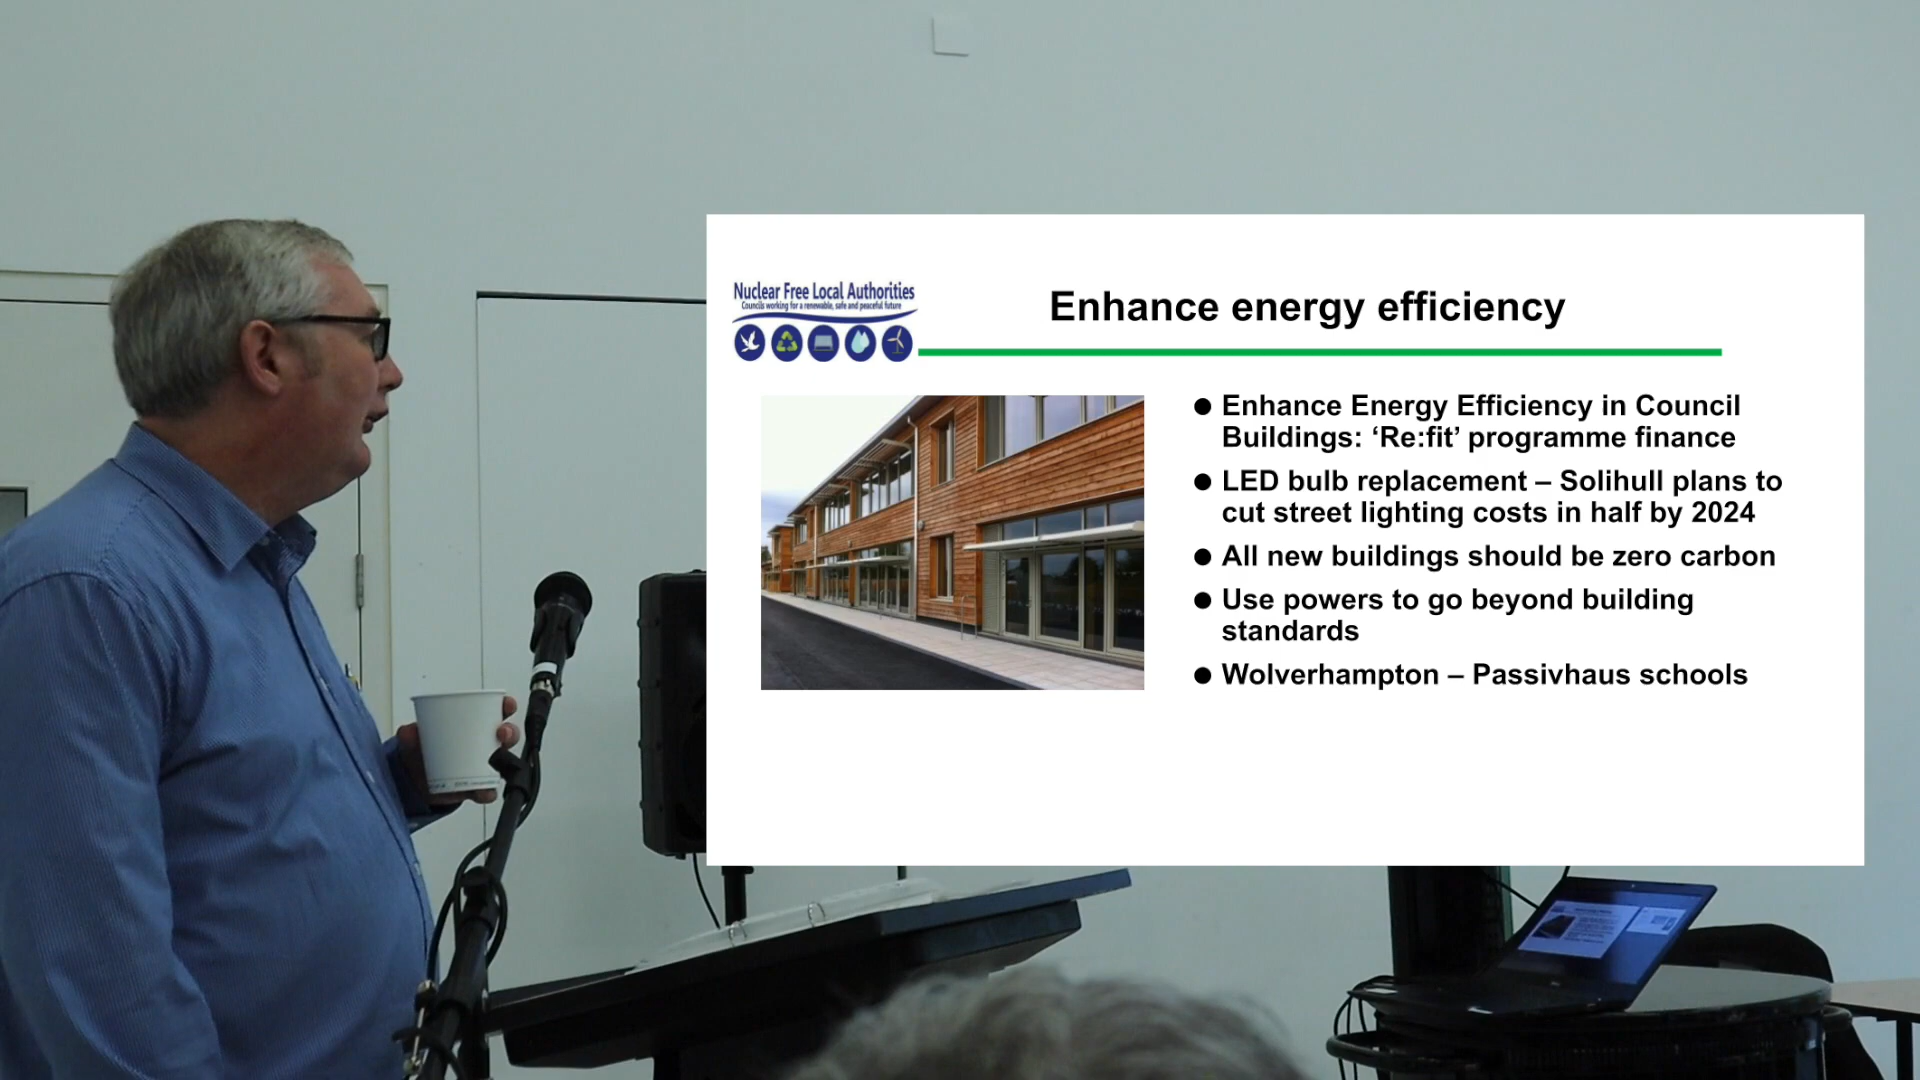 Nuclear Free Local Authorities
Councils working for a renewable, safe and peaceful future
Enhance energy efficiency
● Enhance Energy Efficiency in Council
Buildings: ‘Re:fit’ programme finance
● LED bulb replacement – Solihull plans to
cut street lighting costs in half by 2024
● All new buildings should be zero carbon
● Use powers to go beyond building
standards
● Wolverhampton – Passivhaus schools